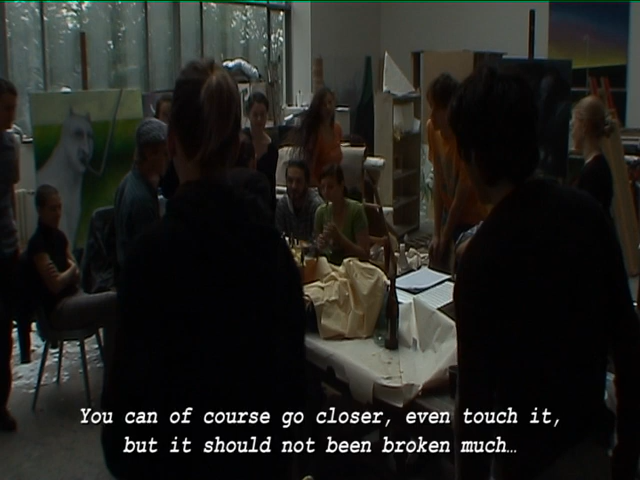 You can of course go closer, even touch it,
but it should not been broken much…